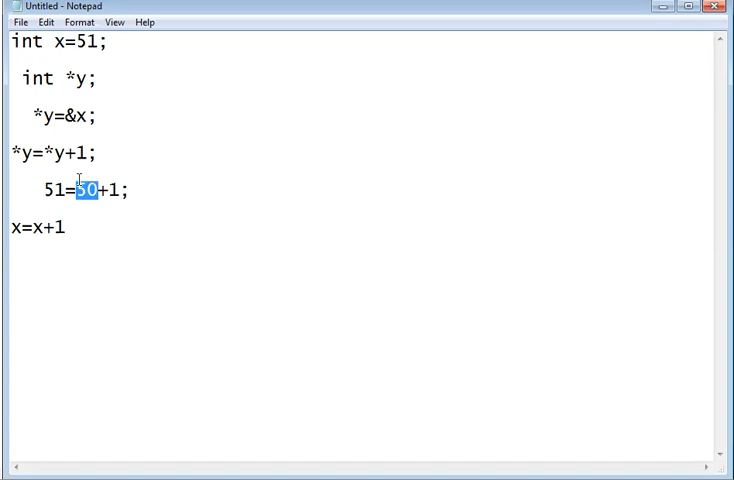 Untitled - Notepad
File Edit Format View Help
int x=51;
int *y;
*y=&x;
*y=*y+1;
51=50+1;
x=x+1